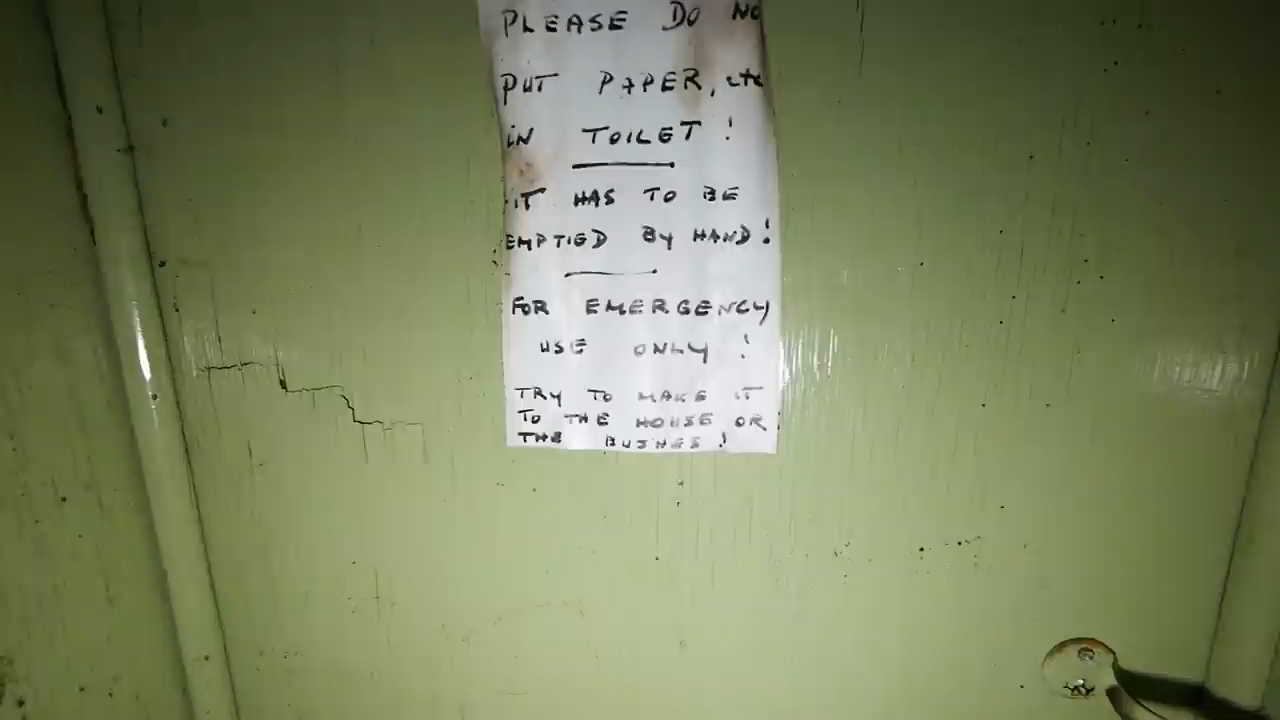 PLEASE DO NO
PUT PAPER, etc
iN TOILET!
iT HAS TO BE
EMPTIED By HAND!
FOR EMERGENCY
USE ONLY!
TRY TO MAKE IT
TO THE HOUSE OR
THE BUSHES!